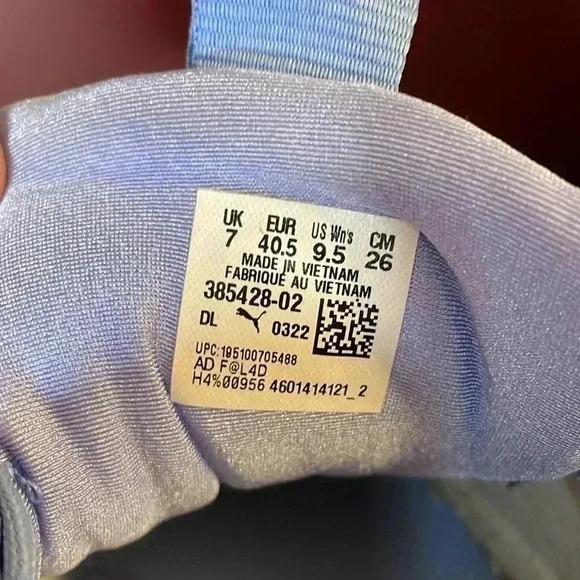 UK EUR US Wn's CM
7 40.5 9.5 26
MADE IN VIETNAM
FABRIQUÉ AU VIETNAM
385428-02
DL 0322
UPC:195100705488
AD F@L4D
H4%00956 4601414121_2